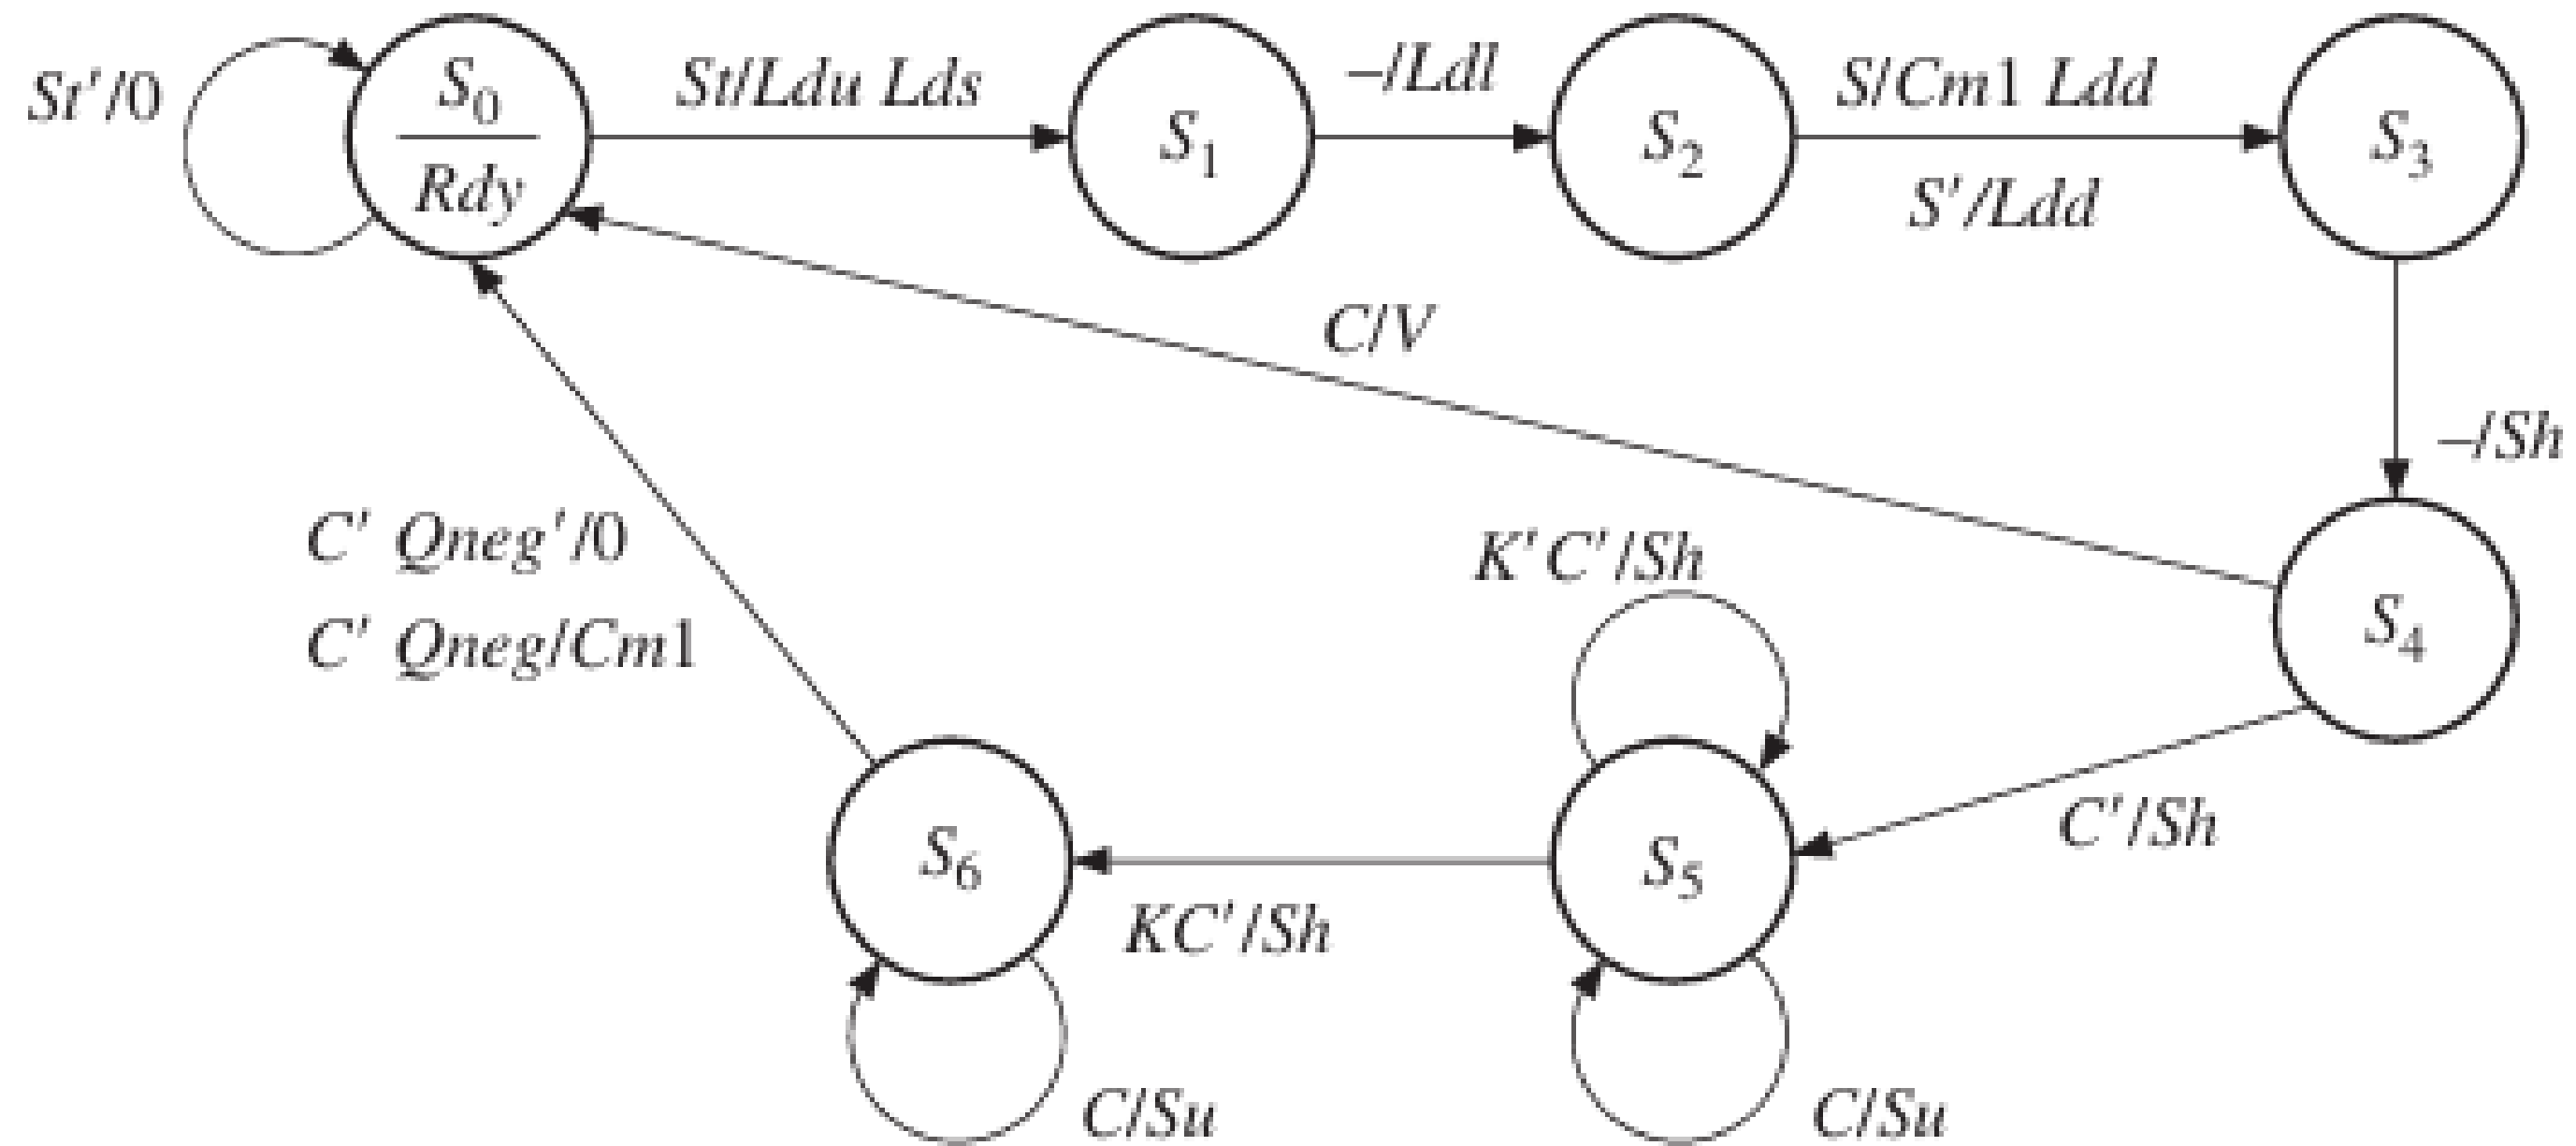 St'/0
S0
Rdy
St/Ldu Lds
S1
–/Ldl
S2
S/Cm1 Ldd
S'/Ldd
S3
C/V
–/Sh
C' Qneg'/0
C' Qneg/Cm1
K'C'/Sh
S4
C'/Sh
S6
KC'/Sh
S5
C/Su
C/Su